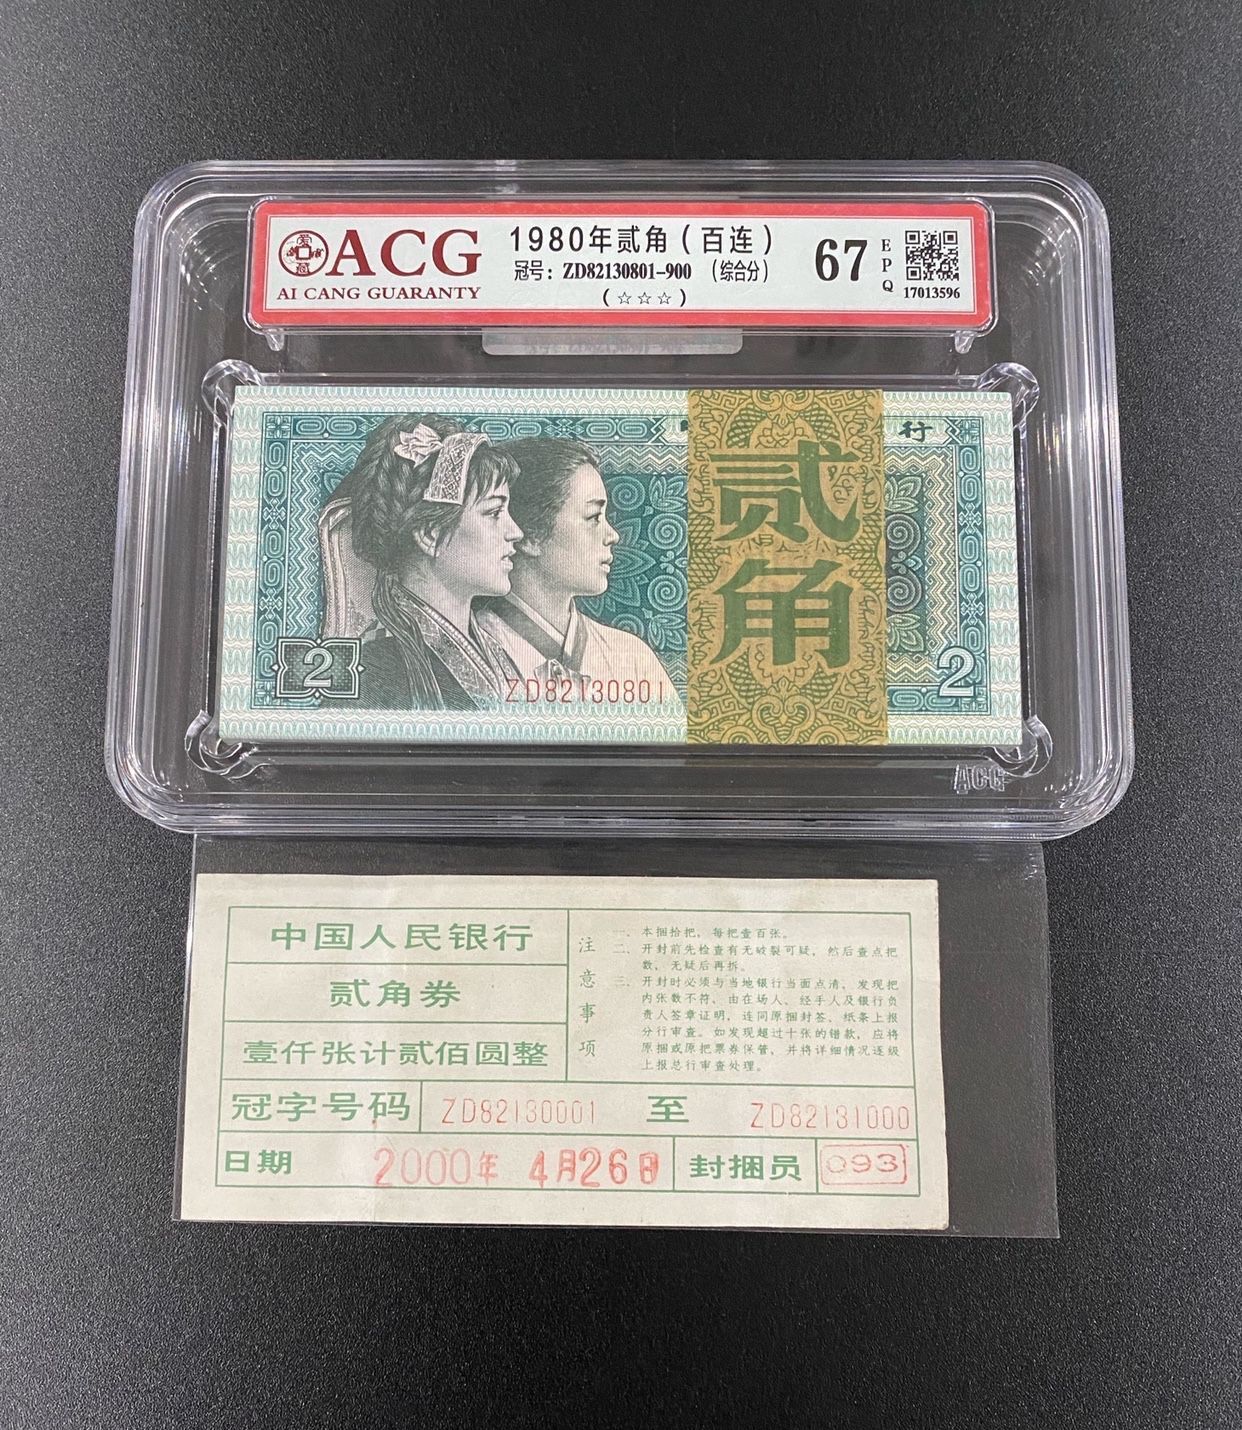 ACG
AI CANG GUARANTY
1980年贰角（百连）
冠号：ZD82130801-900 （综合分）
（☆☆☆）
67
EPQ
17013596
行
贰角
2
ZD82130801
2
ACG
中国人民银行
贰角券
壹仟张计贰佰圆整
注意事项
一、本捆拾把，每把壹百张。
二、开封前先检查有无破裂可疑，然后查点把
数，无疑后再拆。
三、开封时必须与当地银行当面点清，发现把
内张数不符，由在场人、经手人及银行负
责人签章证明，连同原捆封签、纸条上报
分行审查。如发现超过十张的错款，应将
原捆或原把票券保管，并将详细情况逐级
上报总行审查处理。
冠字号码 ZD82130001 至 ZD82131000
日期 2000年 4月26日 封捆员 093